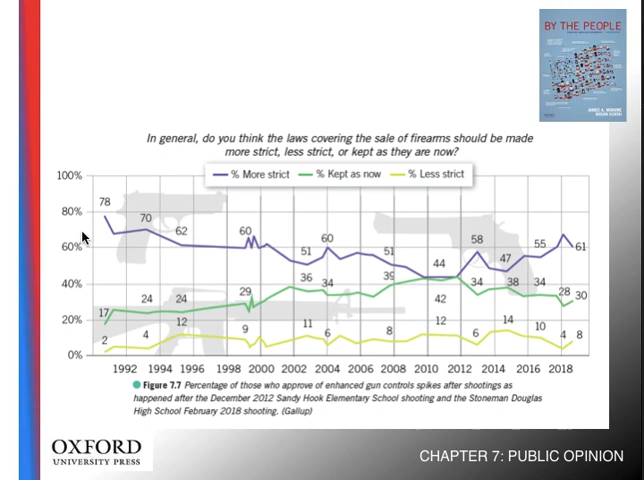 BY THE PEOPLE
In general, do you think the laws covering the sale of firearms should be made
more strict, less strict, or kept as they are now?
% More strict % Kept as now % Less strict
100%
80%
60%
40%
20%
0%
78 70 62 60 51 60 51 44 58 47 55 61
17 24 24 29 36 34 39 42 34 38 34 28 30
2 4 12 9 11 6 8 12 6 14 10 4 8
1992 1994 1996 1998 2000 2002 2004 2006 2008 2010 2012 2014 2016 2018
Figure 7.7 Percentage of those who approve of enhanced gun controls spikes after shootings as
happened after the December 2012 Sandy Hook Elementary School shooting and the Stoneman Douglas
High School February 2018 shooting. (Gallup)
OXFORD
UNIVERSITY PRESS
CHAPTER 7: PUBLIC OPINION